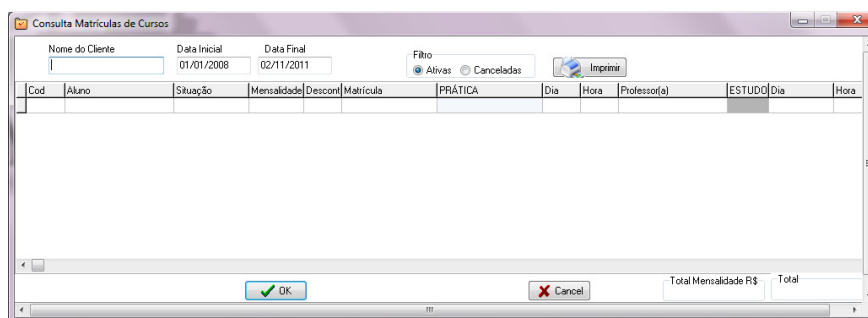 Consulta Matrículas de Cursos
Nome do Cliente Data Inicial Data Final
01/01/2008 02/11/2011
Filtro
Ativas Canceladas
Imprimir
Cod Aluno Situação Mensalidade Descont Matrícula PRÁTICA Dia Hora Professor(a) ESTUDO Dia Hora
OK Cancel
Total Mensalidade R$ Total